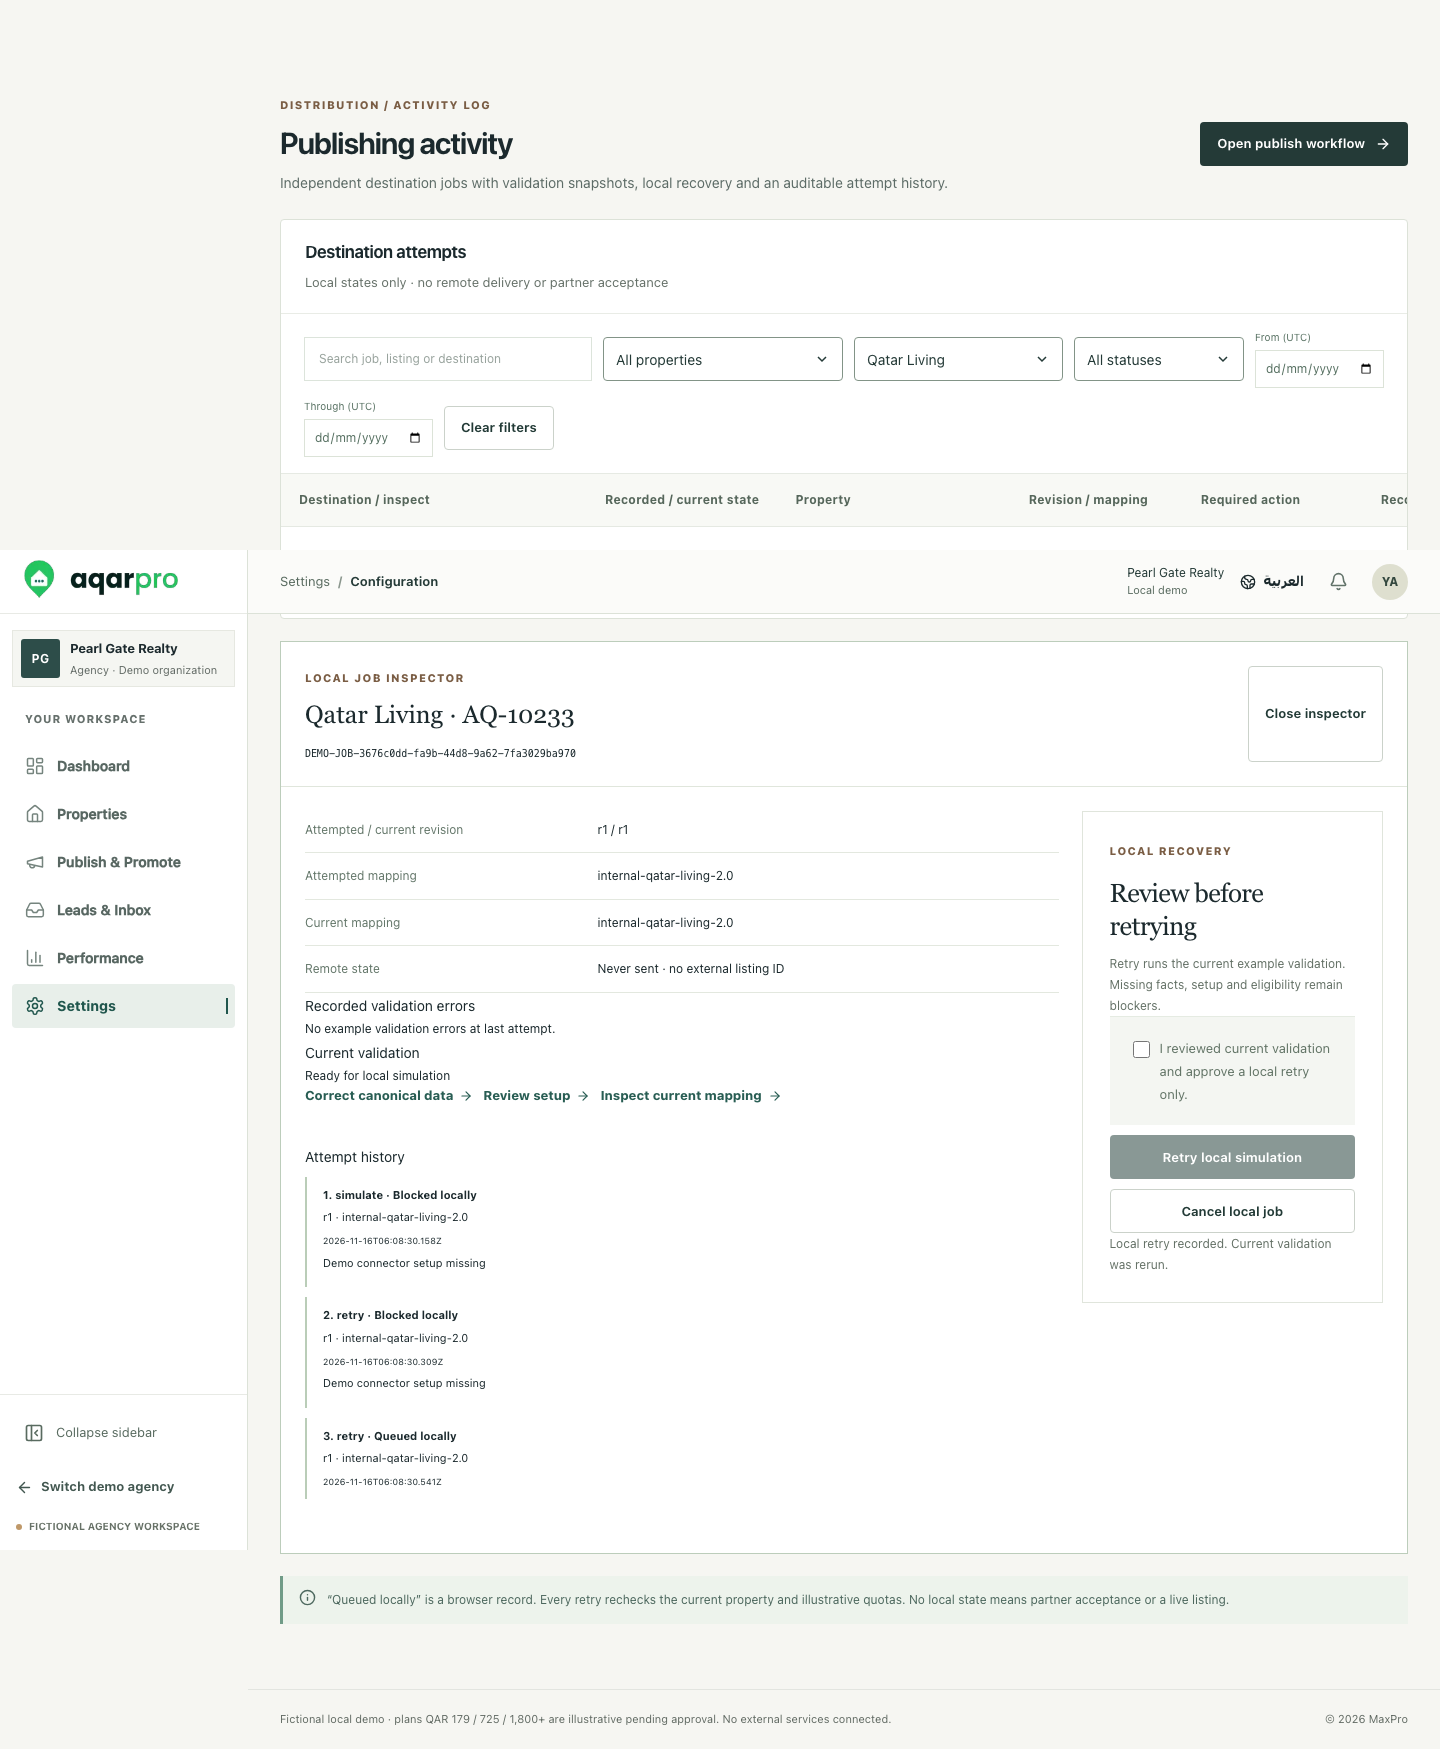 DISTRIBUTION / ACTIVITY LOG
Publishing activity
Open publish workflow
Independent destination jobs with validation snapshots, local recovery and an auditable attempt history.
Destination attempts
Local states only · no remote delivery or partner acceptance
Search job, listing or destination
All properties
Qatar Living
All statuses
From (UTC)
dd/mm/yyyy
Through (UTC)
dd/mm/yyyy
Clear filters
Destination / inspect
Recorded / current state
Property
Revision / mapping
Required action
Reco
aqarpro
Settings / Configuration
Pearl Gate Realty
Local demo
العربية
YA
PG
Pearl Gate Realty
Agency · Demo organization
YOUR WORKSPACE
Dashboard
Properties
Publish & Promote
Leads & Inbox
Performance
Settings
Collapse sidebar
Switch demo agency
FICTIONAL AGENCY WORKSPACE
LOCAL JOB INSPECTOR
Qatar Living · AQ-10233
DEMO-JOB-3676c0dd-fa9b-44d8-9a62-7fa3029ba970
Close inspector
Attempted / current revision
r1 / r1
Attempted mapping
internal-qatar-living-2.0
Current mapping
internal-qatar-living-2.0
Remote state
Never sent · no external listing ID
Recorded validation errors
No example validation errors at last attempt.
Current validation
Ready for local simulation
Correct canonical data
Review setup
Inspect current mapping
Attempt history
1. simulate · Blocked locally
r1 · internal-qatar-living-2.0
2026-11-16T06:08:30.158Z
Demo connector setup missing
2. retry · Blocked locally
r1 · internal-qatar-living-2.0
2026-11-16T06:08:30.309Z
Demo connector setup missing
3. retry · Queued locally
r1 · internal-qatar-living-2.0
2026-11-16T06:08:30.541Z
LOCAL RECOVERY
Review before
retrying
Retry runs the current example validation.
Missing facts, setup and eligibility remain
blockers.
I reviewed current validation
and approve a local retry
only.
Retry local simulation
Cancel local job
Local retry recorded. Current validation
was rerun.
“Queued locally” is a browser record. Every retry rechecks the current property and illustrative quotas. No local state means partner acceptance or a live listing.
Fictional local demo · plans QAR 179 / 725 / 1,800+ are illustrative pending approval. No external services connected.
© 2026 MaxPro